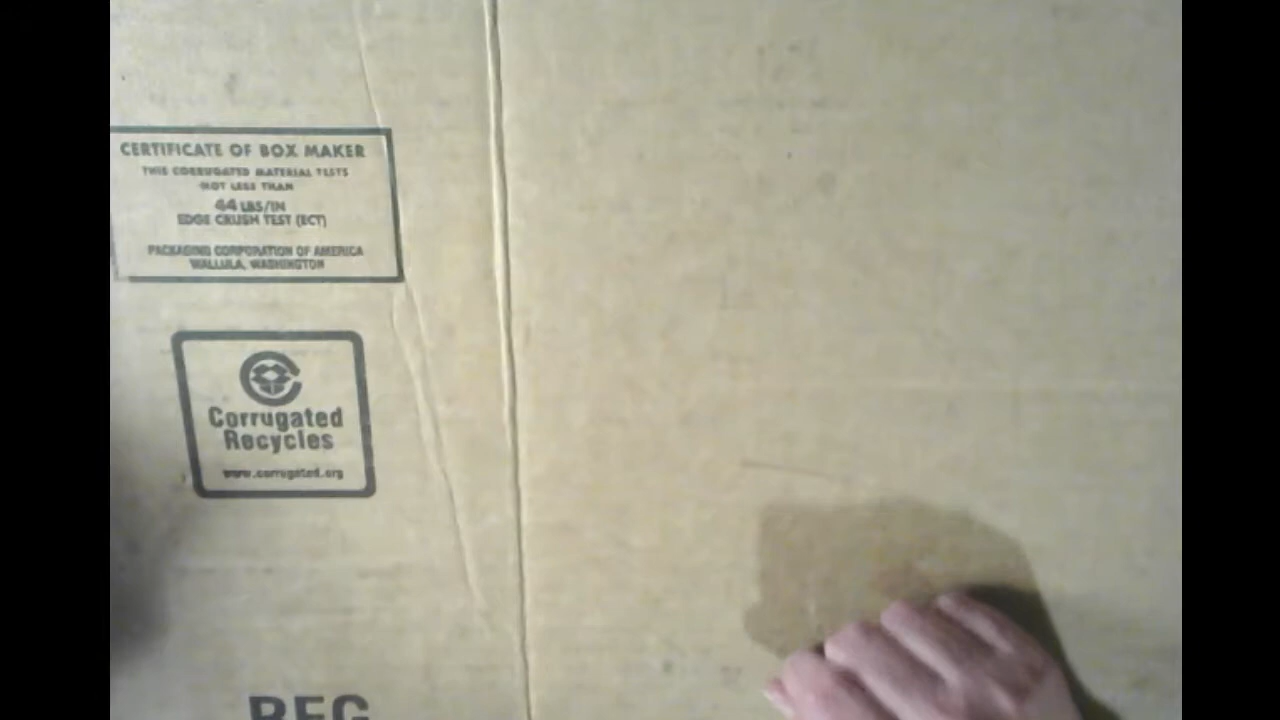 CERTIFICATE OF BOX MAKER
THIS CORRUGATED MATERIAL TESTS
NOT LESS THAN
44 LBS/IN
EDGE CRUSH TEST (ECT)
PACKAGING CORPORATION OF AMERICA
WALLULA, WASHINGTON
Corrugated
Recycles
www.corrugated.org